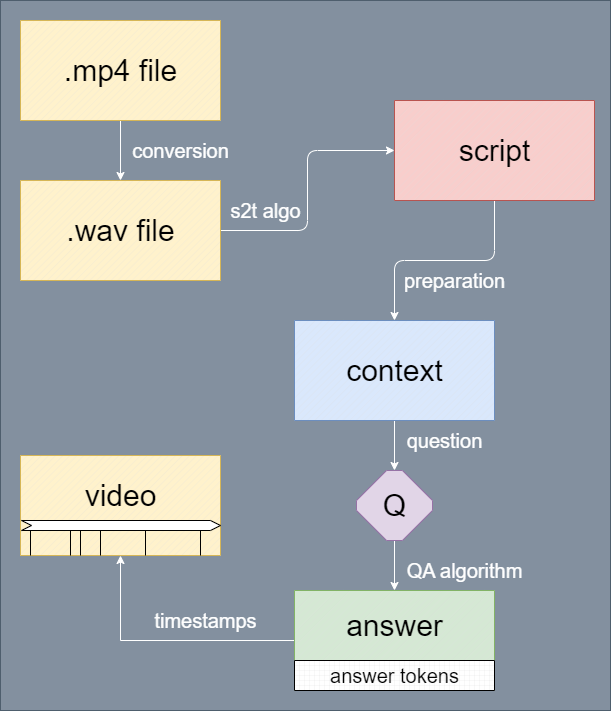 .mp4 file
conversion
.wav file
s2t algo
script
preparation
context
question
Q
QA algorithm
answer
answer tokens
timestamps
video